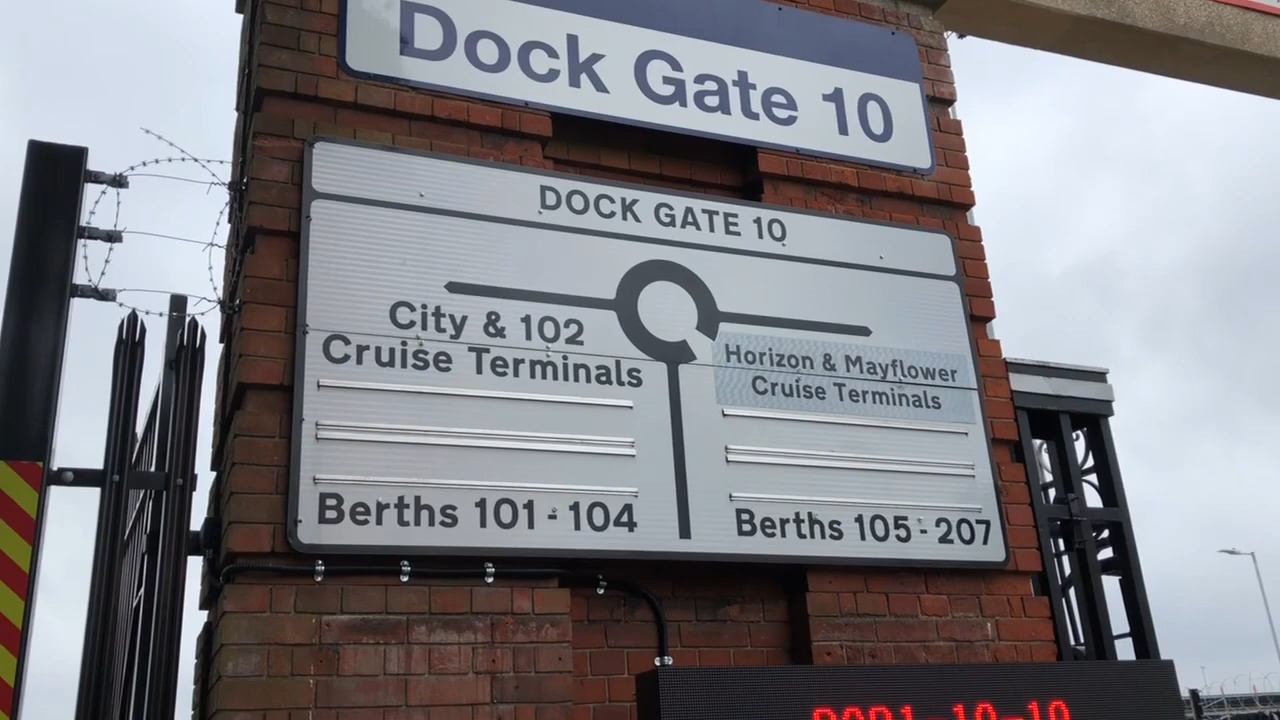 Dock Gate 10
DOCK GATE 10
City & 102
Cruise Terminals
Horizon & Mayflower
Cruise Terminals
Berths 101 - 104
Berths 105 - 207